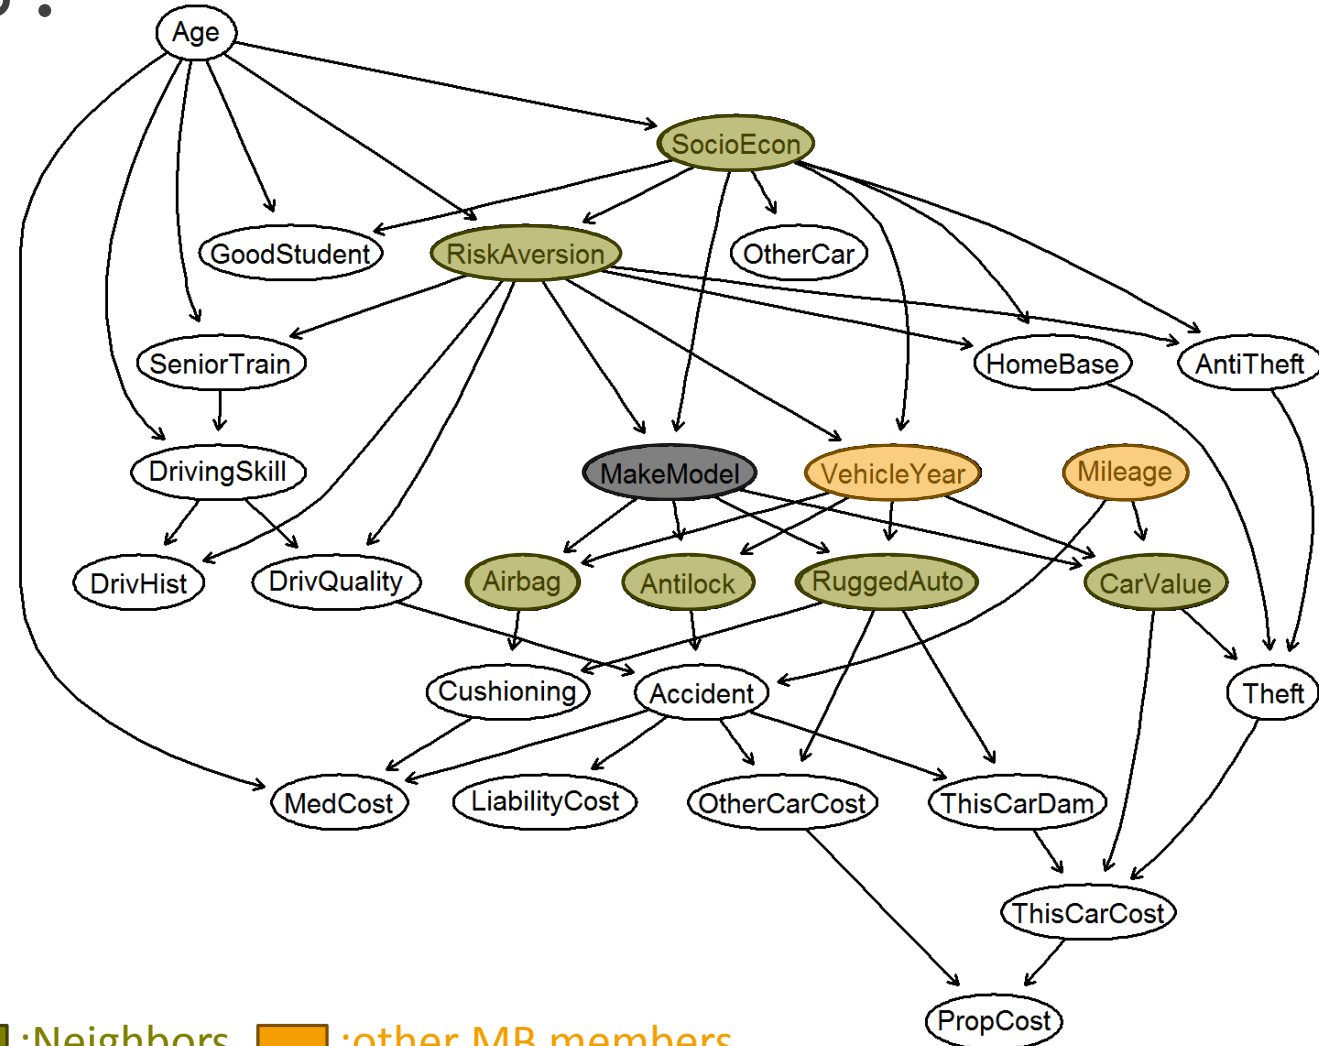 Age
SocioEcon
GoodStudent
RiskAversion
OtherCar
SeniorTrain
HomeBase
AntiTheft
DrivingSkill
MakeModel
VehicleYear
Mileage
DrivHist
DrivQuality
Airbag
Antilock
RuggedAuto
CarValue
Cushioning
Accident
Theft
MedCost
LiabilityCost
OtherCarCost
ThisCarDam
ThisCarCost
PropCost
:Neighbors :other MB members